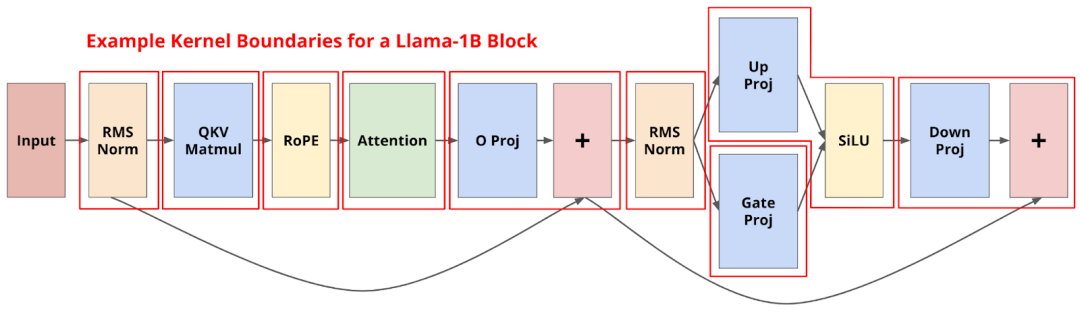 Example Kernel Boundaries for a Llama-1B Block
Input
RMS
Norm
QKV
Matmul
RoPE
Attention
O Proj
+
RMS
Norm
Up
Proj
Gate
Proj
SiLU
Down
Proj
+